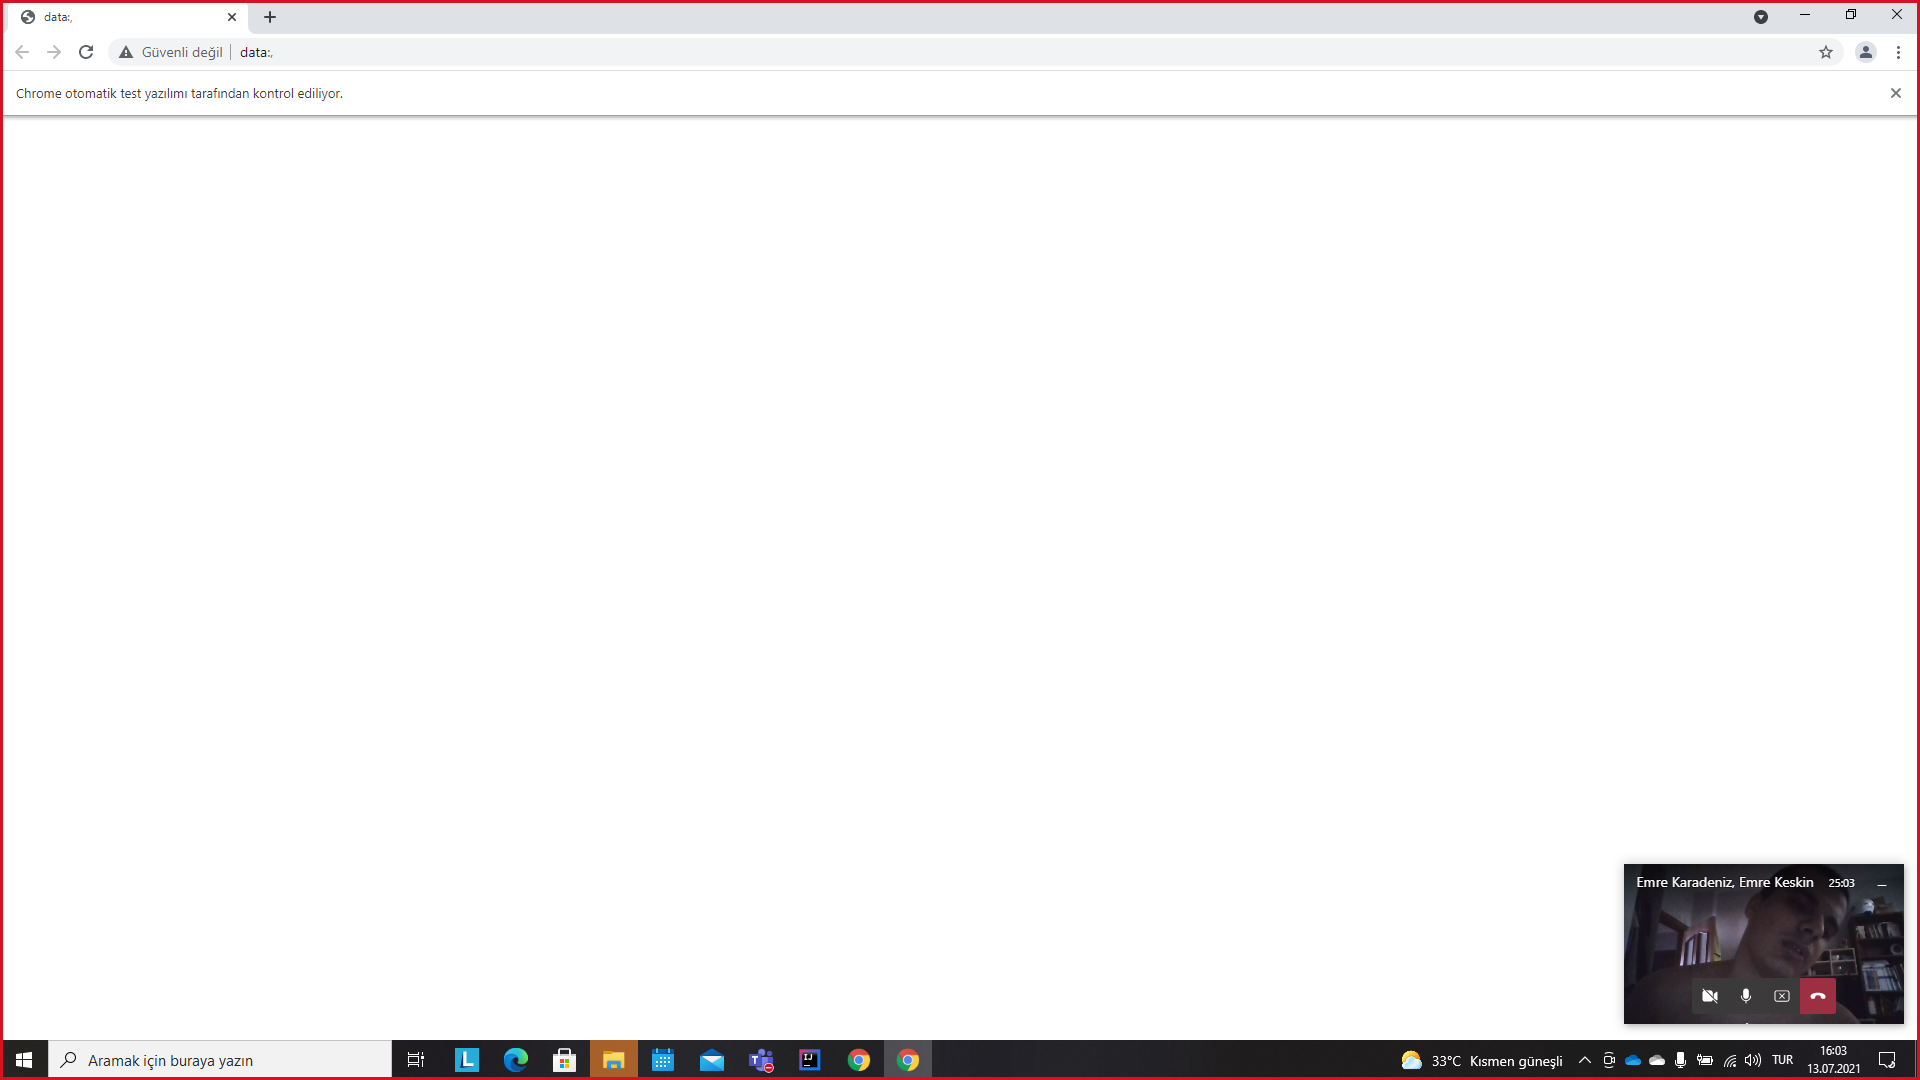 data:,
Güvenli değil
data:,
Chrome otomatik test yazılımı tarafından kontrol ediliyor.
Emre Karadeniz, Emre Keskin 25:03
Aramak için buraya yazın
L
T
IJ
33°C Kısmen güneşli
TUR
16:03
13.07.2021